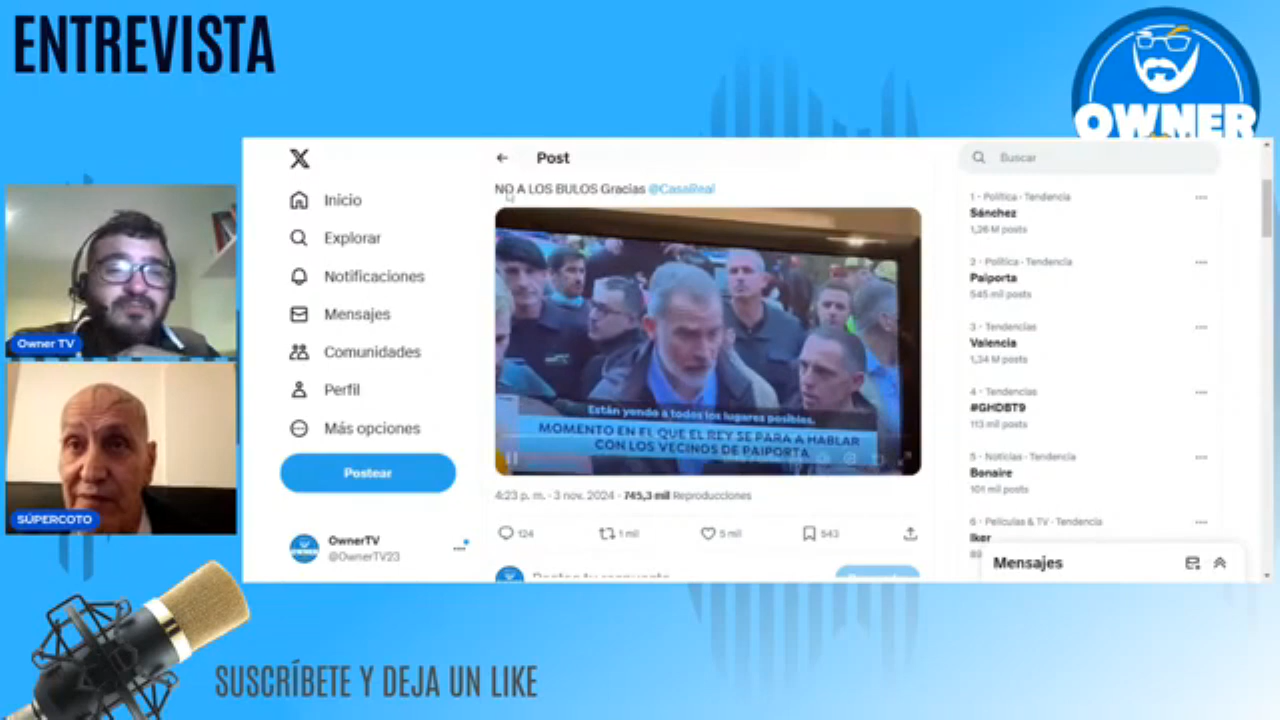 ENTREVISTA
OWNER
Post
Buscar
NO A LOS BULOS Gracias @CasaReal
Inicio
Explorar
Notificaciones
Mensajes
Comunidades
Perfil
Más opciones
Postear
OwnerTV
@OwnerTV23
Están yendo a todos los lugares posibles.
MOMENTO EN EL QUE EL REY SE PARA A HABLAR
CON LOS VECINOS DE PAIPORTA
4:23 p. m. · 3 nov. 2024 · 745,3 mil Reproducciones
124
1 mil
5 mil
543
1 · Política · Tendencia
Sánchez
1,26 M posts
2 · Política · Tendencia
Paiporta
545 mil posts
3 · Tendencias
Valencia
1,34 M posts
4 · Tendencias
#GHDBT9
113 mil posts
5 · Noticias · Tendencia
Bonaire
101 mil posts
6 · Películas & TV · Tendencia
Iker
Mensajes
Owner TV
SÚPERCOTO
SUSCRÍBETE Y DEJA UN LIKE